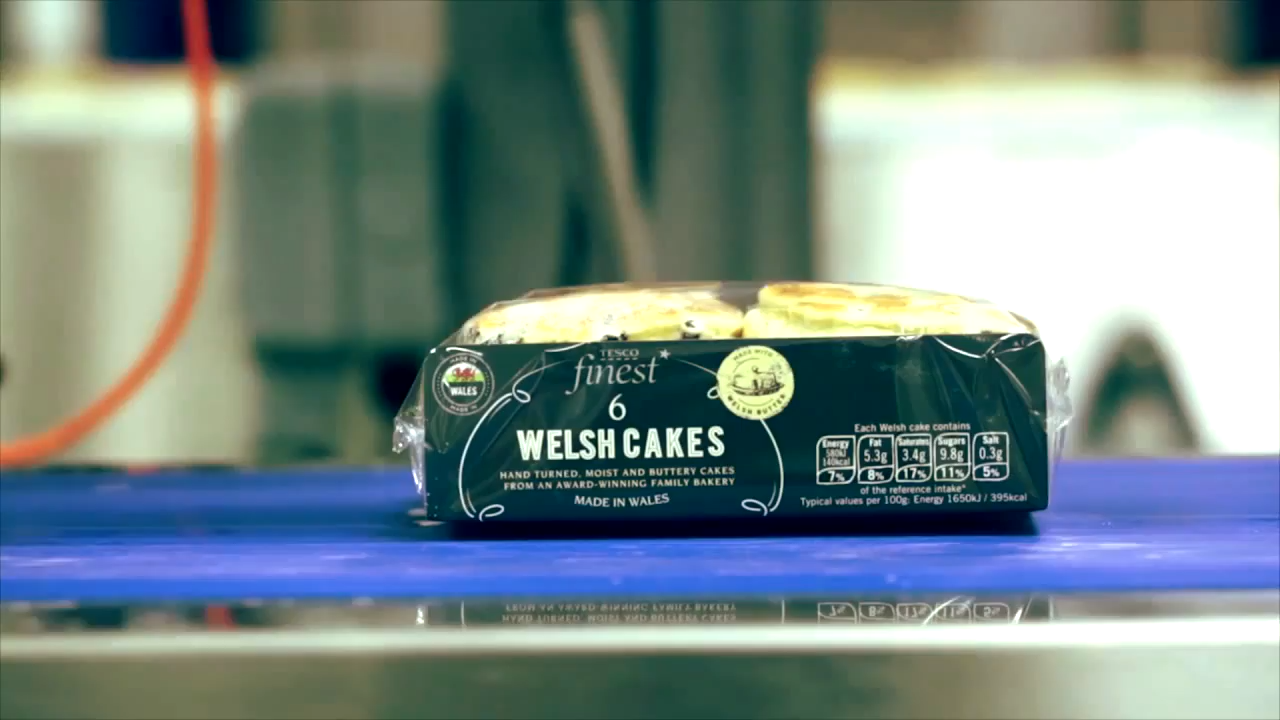 TESCO
finest*
6
WELSH CAKES
HAND TURNED, MOIST AND BUTTERY CAKES
FROM AN AWARD-WINNING FAMILY BAKERY
MADE IN WALES
MADE IN
WALES
MADE IN
MADE WITH
WELSH BUTTER
Each Welsh cake contains
Energy Fat Saturates Sugars Salt
580kJ 140kcal 5.3g 3.4g 9.8g 0.3g
7% 8% 17% 11% 5%
of the reference intake*
Typical values per 100g: Energy 1650kJ / 395kcal